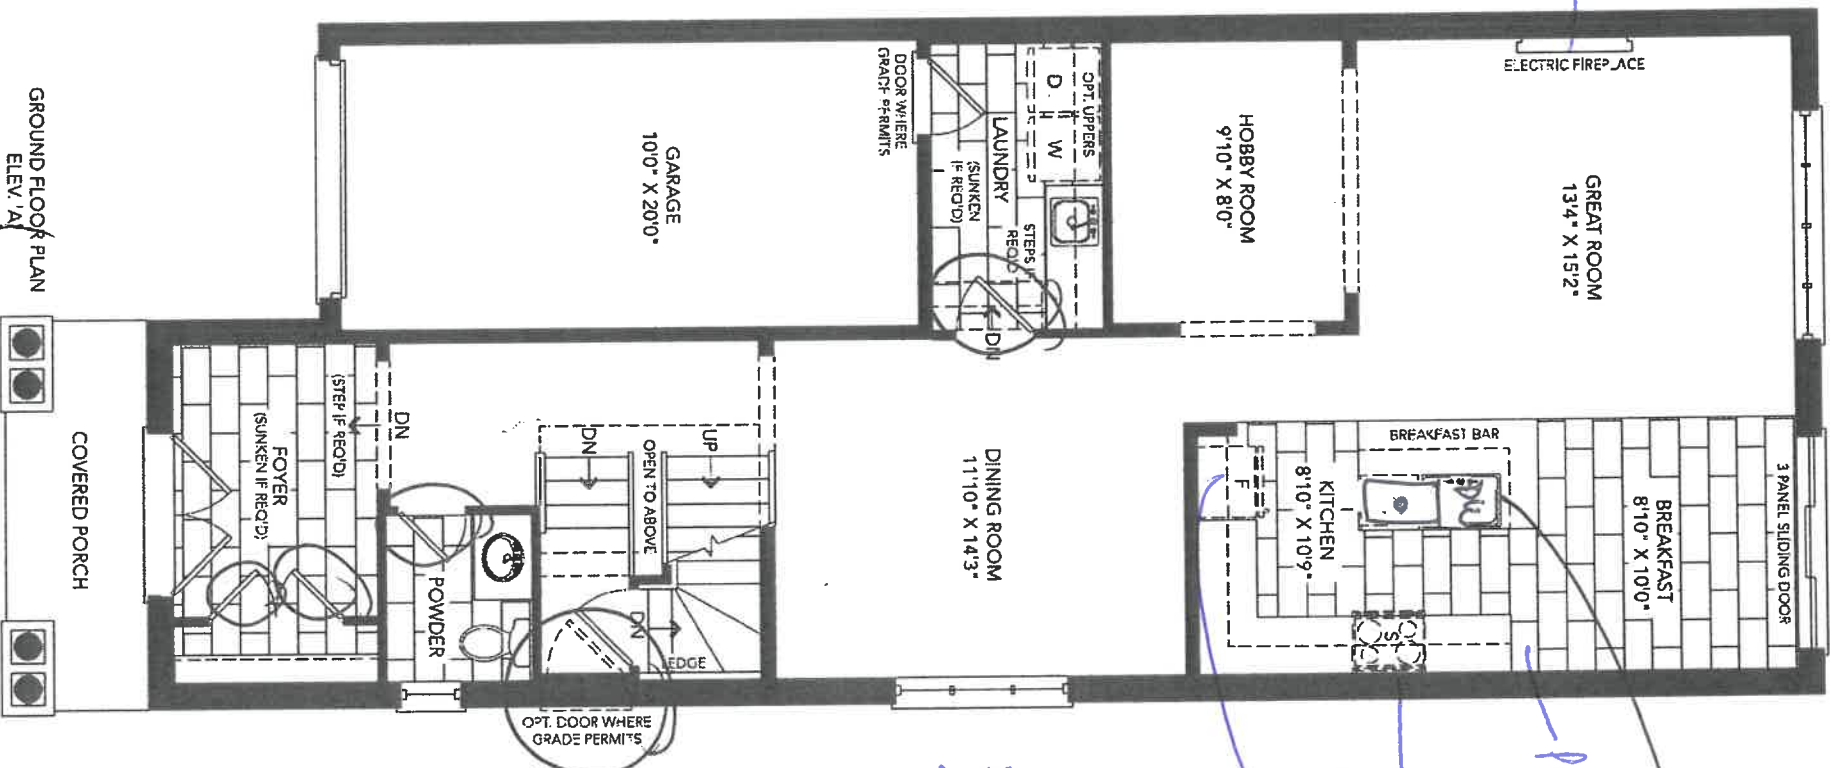 ELECTRIC FIREPLACE
GREAT ROOM
13'4" X 15'2"
HOBBY ROOM
9'10" X 8'0"
OPT. UPPERS
D
W
LAUNDRY
(SUNKEN
IF REQ'D)
STEPS IF
REQ'D
DN
DOOR WHERE
GRADE PERMITS
GARAGE
10'0" X 20'0"
3 PANEL SLIDING DOOR
BREAKFAST
8'10" X 10'0"
BREAKFAST BAR
DW
KITCHEN
8'10" X 10'9"
F
S
DINING ROOM
11'10" X 14'3"
UP
OPEN TO ABOVE
DN
DN
LEDGE
OPT. DOOR WHERE
GRADE PERMITS
POWDER
DN
(STEP IF REQ'D)
FOYER
(SUNKEN IF REQ'D)
COVERED PORCH
GROUND FLOOR PLAN
ELEV. 'A'